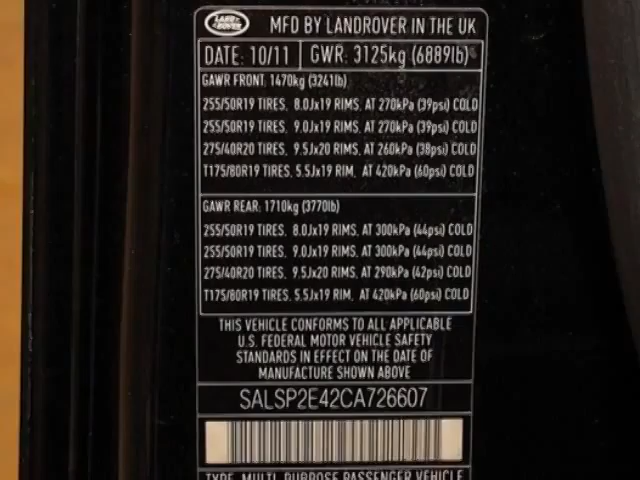 LAND ROVER
MFD BY LANDROVER IN THE UK
DATE: 10/11 GWR: 3125kg (6889lb)
GAWR FRONT: 1470kg (3241lb)
255/50R19 TIRES, 8.0Jx19 RIMS, AT 270kPa (39psi) COLD
255/50R19 TIRES, 9.0Jx19 RIMS, AT 270kPa (39psi) COLD
275/40R20 TIRES, 9.5Jx20 RIMS, AT 260kPa (38psi) COLD
T175/80R19 TIRES, 5.5Jx19 RIM, AT 420kPa (60psi) COLD
GAWR REAR: 1710kg (3770lb)
255/50R19 TIRES, 8.0Jx19 RIMS, AT 300kPa (44psi) COLD
255/50R19 TIRES, 9.0Jx19 RIMS, AT 300kPa (44psi) COLD
275/40R20 TIRES, 9.5Jx20 RIMS, AT 290kPa (42psi) COLD
T175/80R19 TIRES, 5.5Jx19 RIM, AT 420kPa (60psi) COLD
THIS VEHICLE CONFORMS TO ALL APPLICABLE
U.S. FEDERAL MOTOR VEHICLE SAFETY
STANDARDS IN EFFECT ON THE DATE OF
MANUFACTURE SHOWN ABOVE
SALSP2E42CA726607
TYPE: MULTI-PURPOSE PASSENGER VEHICLE